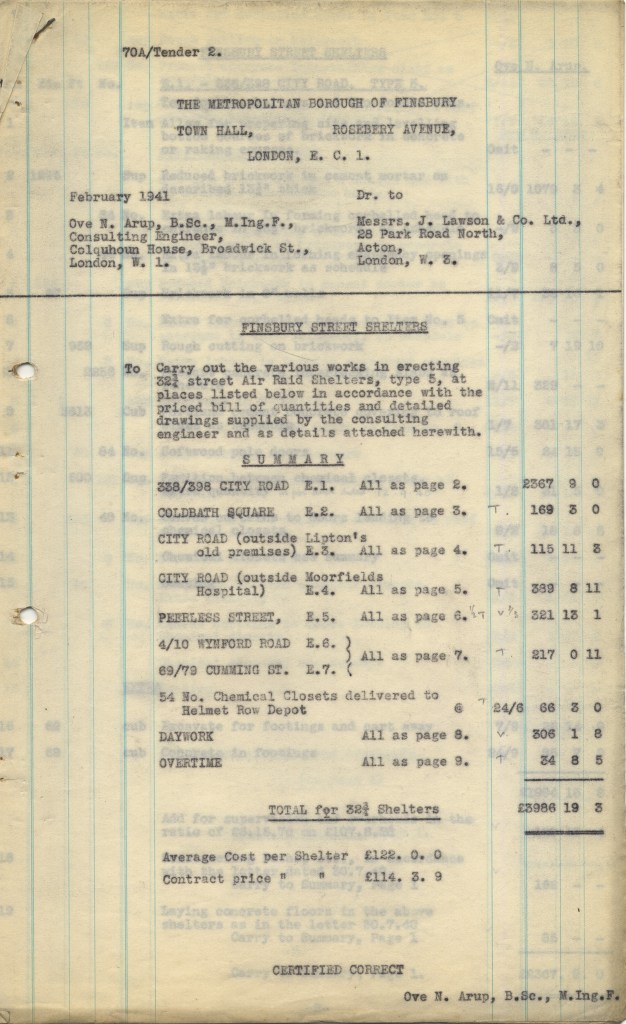 70A/Tender 2.
THE METROPOLITAN BOROUGH OF FINSBURY
TOWN HALL, ROSEBERY AVENUE,
LONDON, E. C. 1.
February 1941 Dr. to
Ove N. Arup, B.Sc., M.Ing.F., Messrs. J. Lawson & Co. Ltd.,
Consulting Engineer, 28 Park Road North,
Colquhoun House, Broadwick St., Acton,
London, W. 1. London, W. 3.
FINSBURY STREET SHELTERS
To Carry out the various works in erecting
32¾ street Air Raid Shelters, type 5, at
places listed below in accordance with the
priced bill of quantities and detailed
drawings supplied by the consulting
engineer and as details attached herewith.
SUMMARY
338/398 CITY ROAD E.1. All as page 2. 2367 9 0
COLDBATH SQUARE E.2. All as page 3. T. 169 3 0
CITY ROAD (outside Lipton's
old premises) E.3. All as page 4. T. 115 11 3
CITY ROAD (outside Moorfields
Hospital) E.4. All as page 5. T 389 8 11
PEERLESS STREET, E.5. All as page 6. T 321 13 1
4/10 WYNFORD ROAD E.6. )
) All as page 7. T. 217 0 11
69/79 CUMMING ST. E.7. (
54 No. Chemical Closets delivered to
Helmet Row Depot @ T 24/6 66 3 0
DAYWORK All as page 8. V. 306 1 8
OVERTIME All as page 9. T 34 8 5
TOTAL for 32¾ Shelters £3986 19 3
Average Cost per Shelter £122. 0. 0
Contract price " " £114. 3. 9
CERTIFIED CORRECT
Ove N. Arup, B.Sc., M.Ing.F.